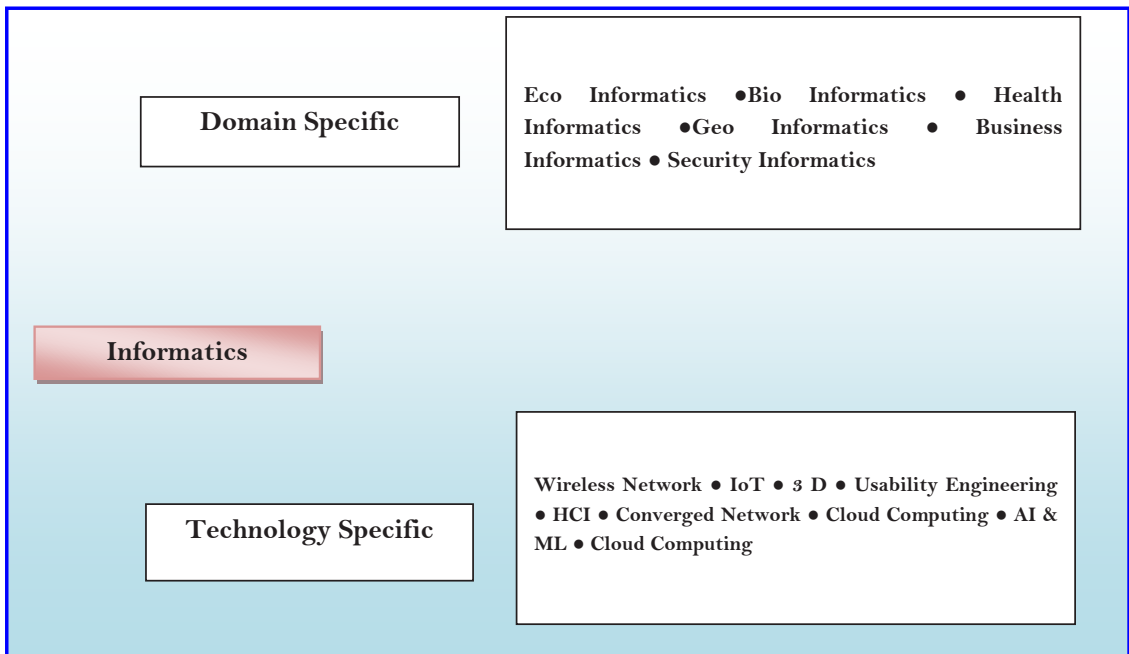 Domain Specific
Eco Informatics ●Bio Informatics ● Health
Informatics ●Geo Informatics ● Business
Informatics ● Security Informatics
Informatics
Technology Specific
Wireless Network ● IoT ● 3 D ● Usability Engineering
● HCI ● Converged Network ● Cloud Computing ● AI &
ML ● Cloud Computing